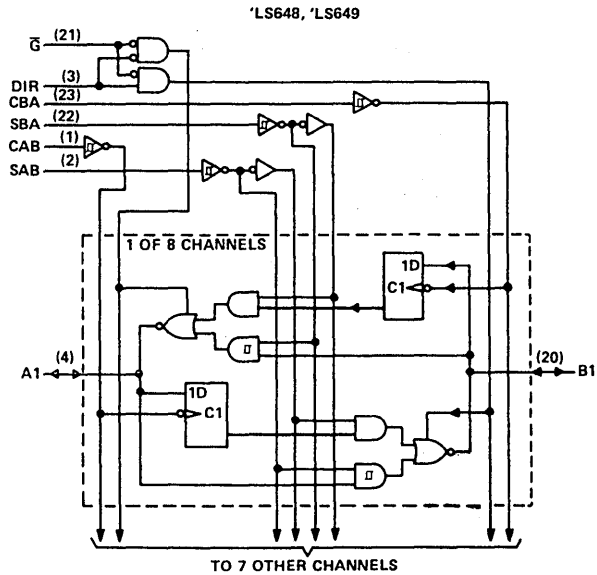 'LS648, 'LS649
G̅ (21)
DIR (3)
CBA (23)
SBA (22)
CAB (1)
SAB (2)
1 OF 8 CHANNELS
1D
C1
A1 (4)
(20) B1
1D
C1
TO 7 OTHER CHANNELS